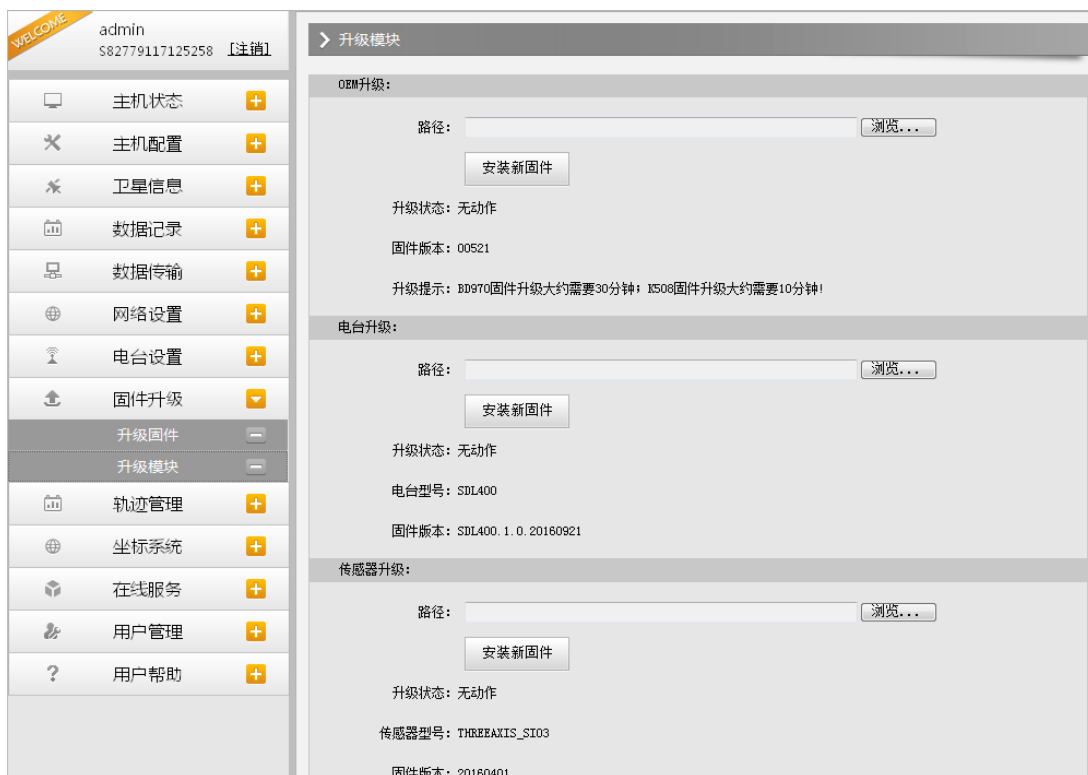 WELCOME
admin
S82779117125258 [注销]
主机状态
主机配置
卫星信息
数据记录
数据传输
网络设置
电台设置
固件升级
升级固件
升级模块
轨迹管理
坐标系统
在线服务
用户管理
用户帮助
升级模块
OEM升级:
路径: 浏览...
安装新固件
升级状态: 无动作
固件版本: 00521
升级提示: BD970固件升级大约需要30分钟; K508固件升级大约需要10分钟!
电台升级:
路径: 浏览...
安装新固件
升级状态: 无动作
电台型号: SDL400
固件版本: SDL400.1.0.20160921
传感器升级:
路径: 浏览...
安装新固件
升级状态: 无动作
传感器型号: THREEAXIS_SI03
固件版本: 20160401